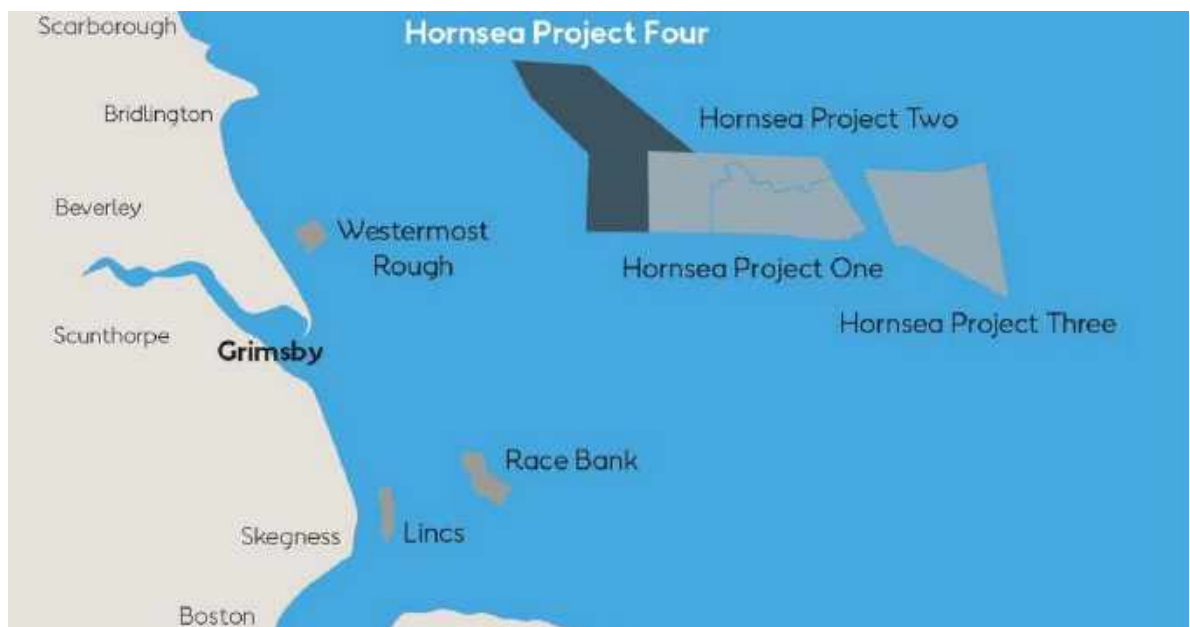 Scarborough
Hornsea Project Four
Bridlington
Hornsea Project Two
Beverley
Westermost
Rough
Hornsea Project One
Scunthorpe
Grimsby
Hornsea Project Three
Race Bank
Skegness
Lincs
Boston